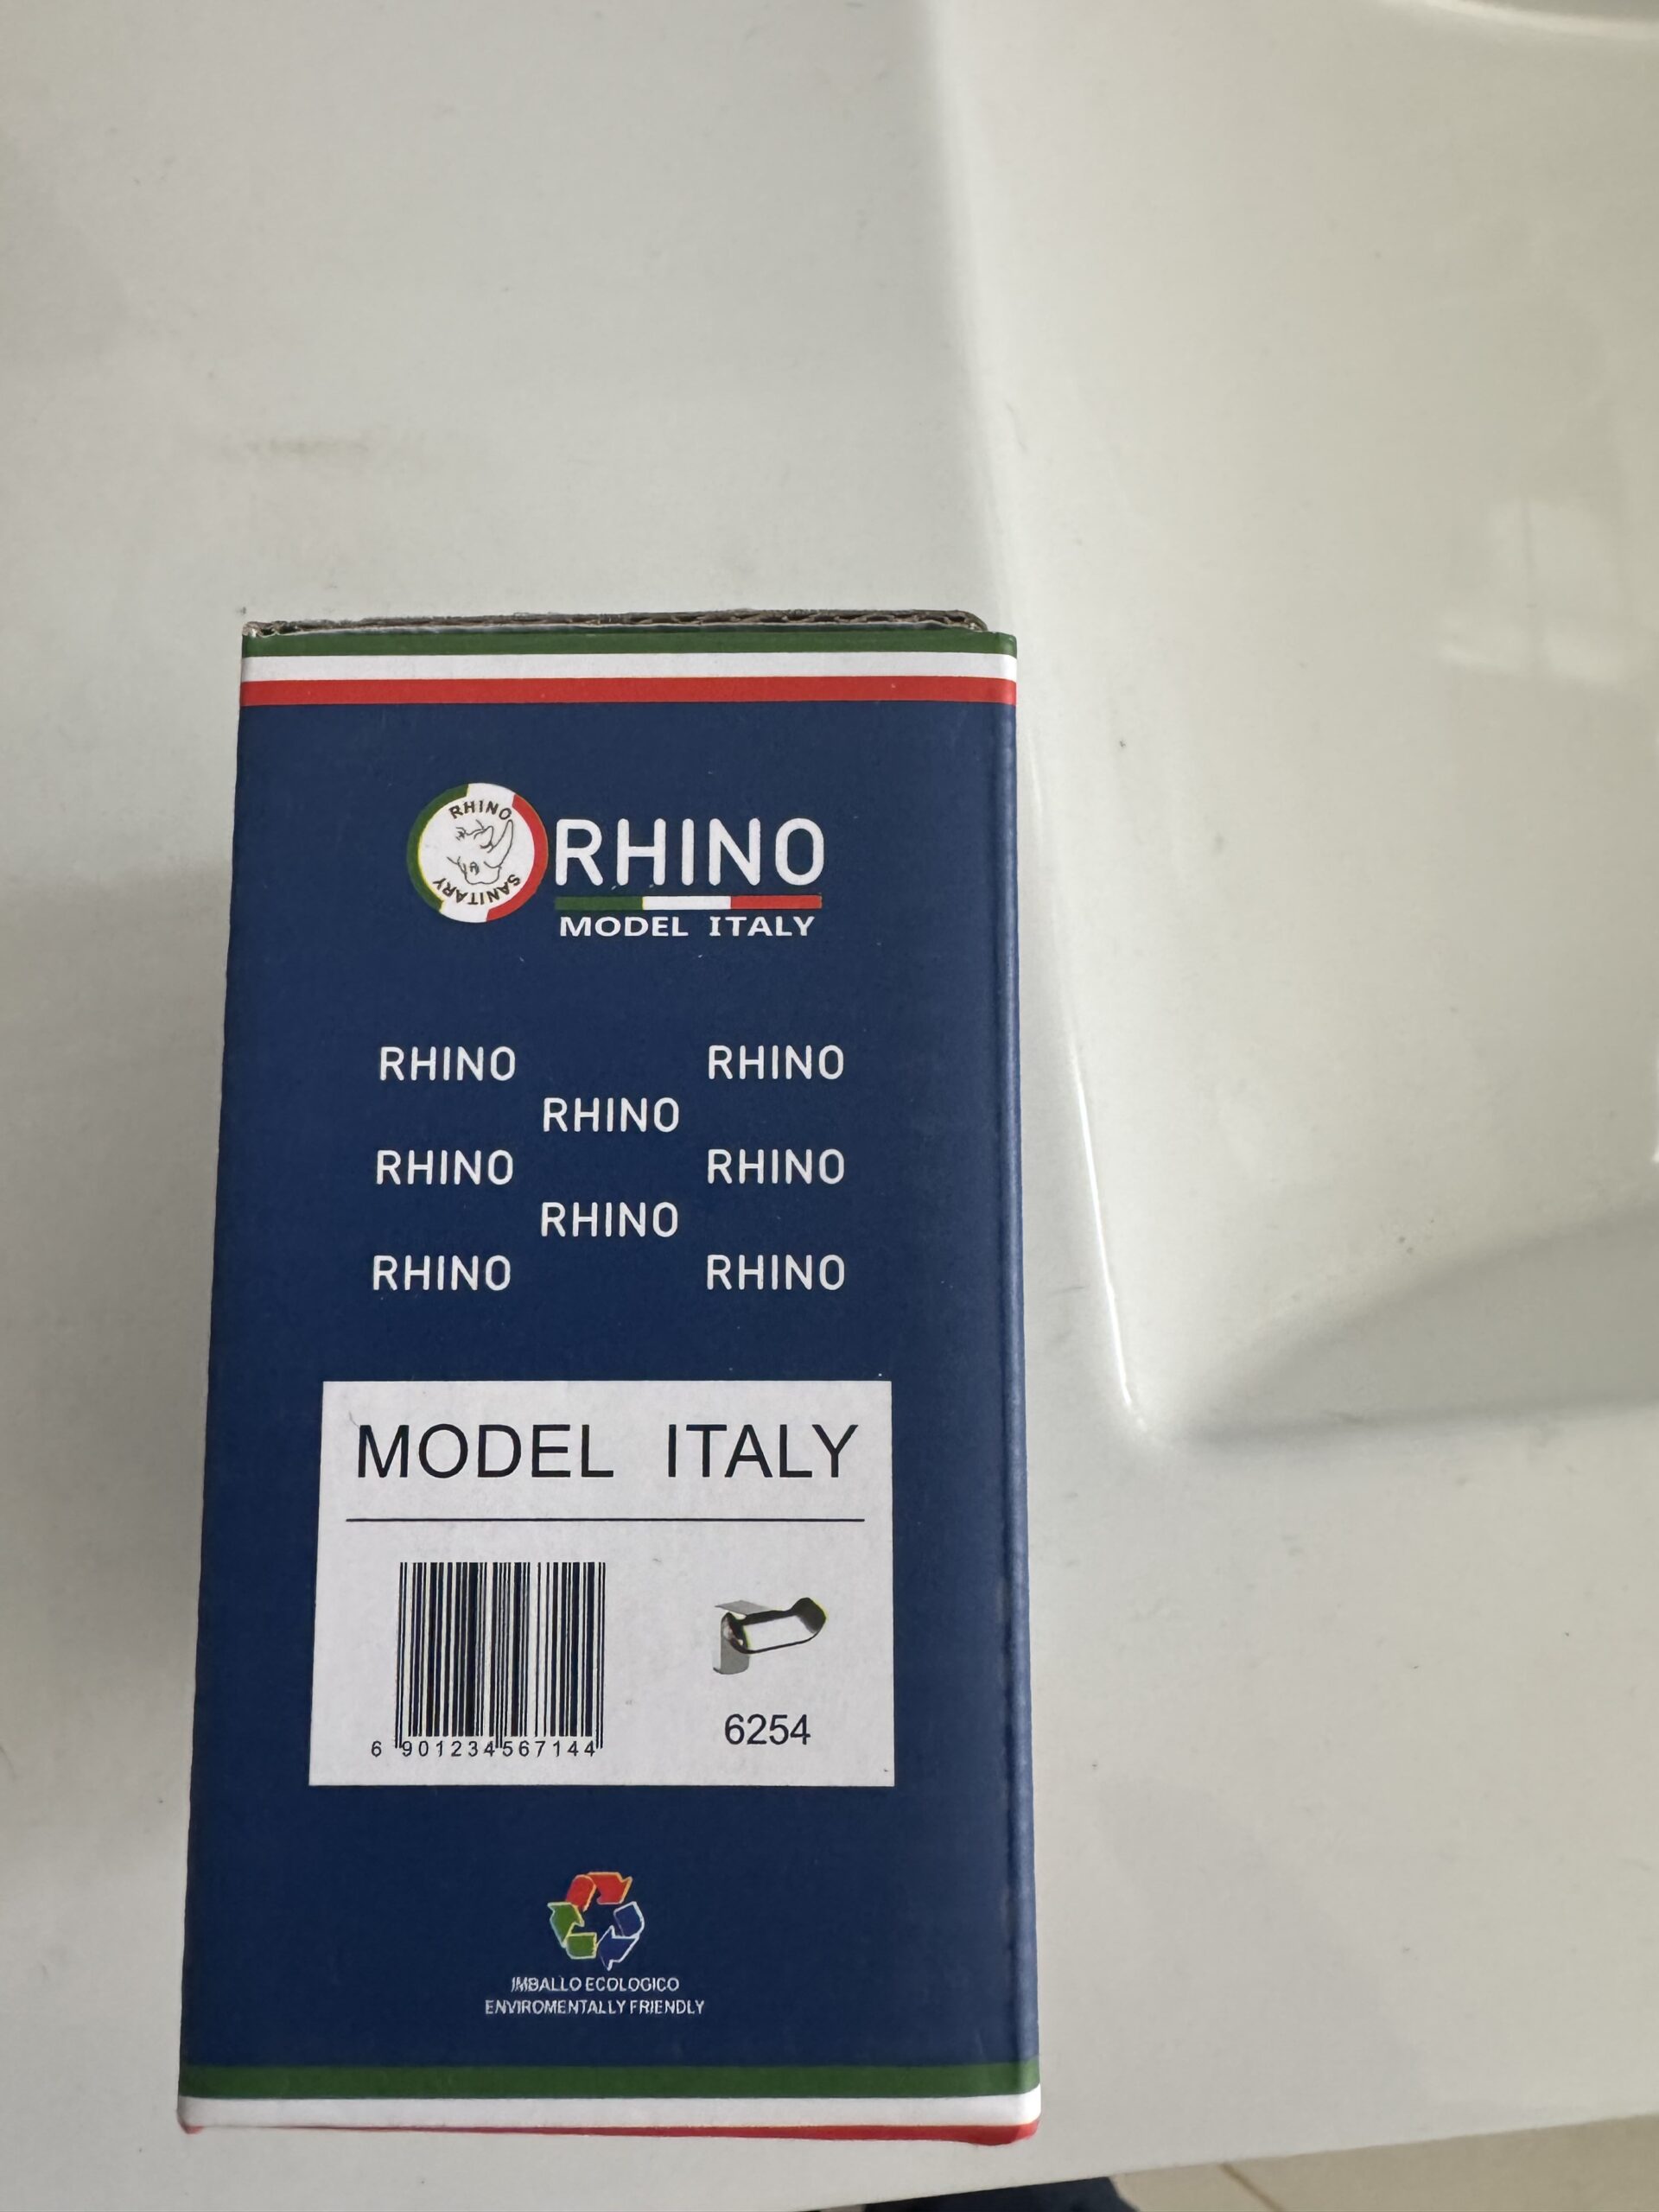 RHINO
SANITARY
RHINO
MODEL ITALY
RHINO RHINO
RHINO
RHINO RHINO
RHINO
RHINO RHINO
MODEL ITALY
6 901234 567144
6254
IMBALLO ECOLOGICO
ENVIROMENTALLY FRIENDLY